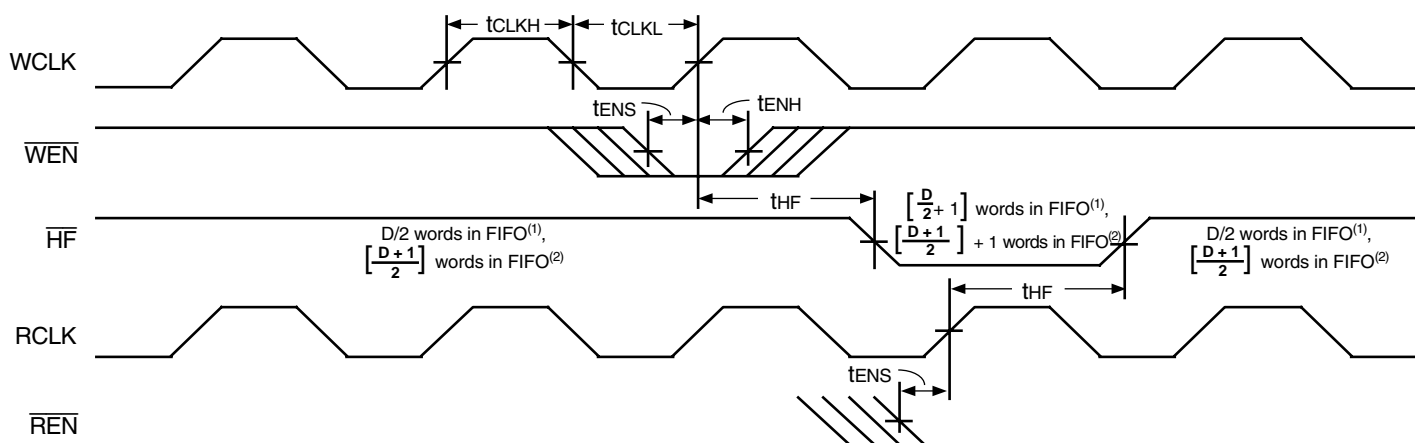 tCLKH tCLKL
WCLK
tENS tENH
WEN
tHF
[D/2 + 1] words in FIFO(1),
[D + 1/2] + 1 words in FIFO(2)
HF
D/2 words in FIFO(1),
[D + 1/2] words in FIFO(2)
D/2 words in FIFO(1),
[D + 1/2] words in FIFO(2)
tHF
RCLK
tENS
REN